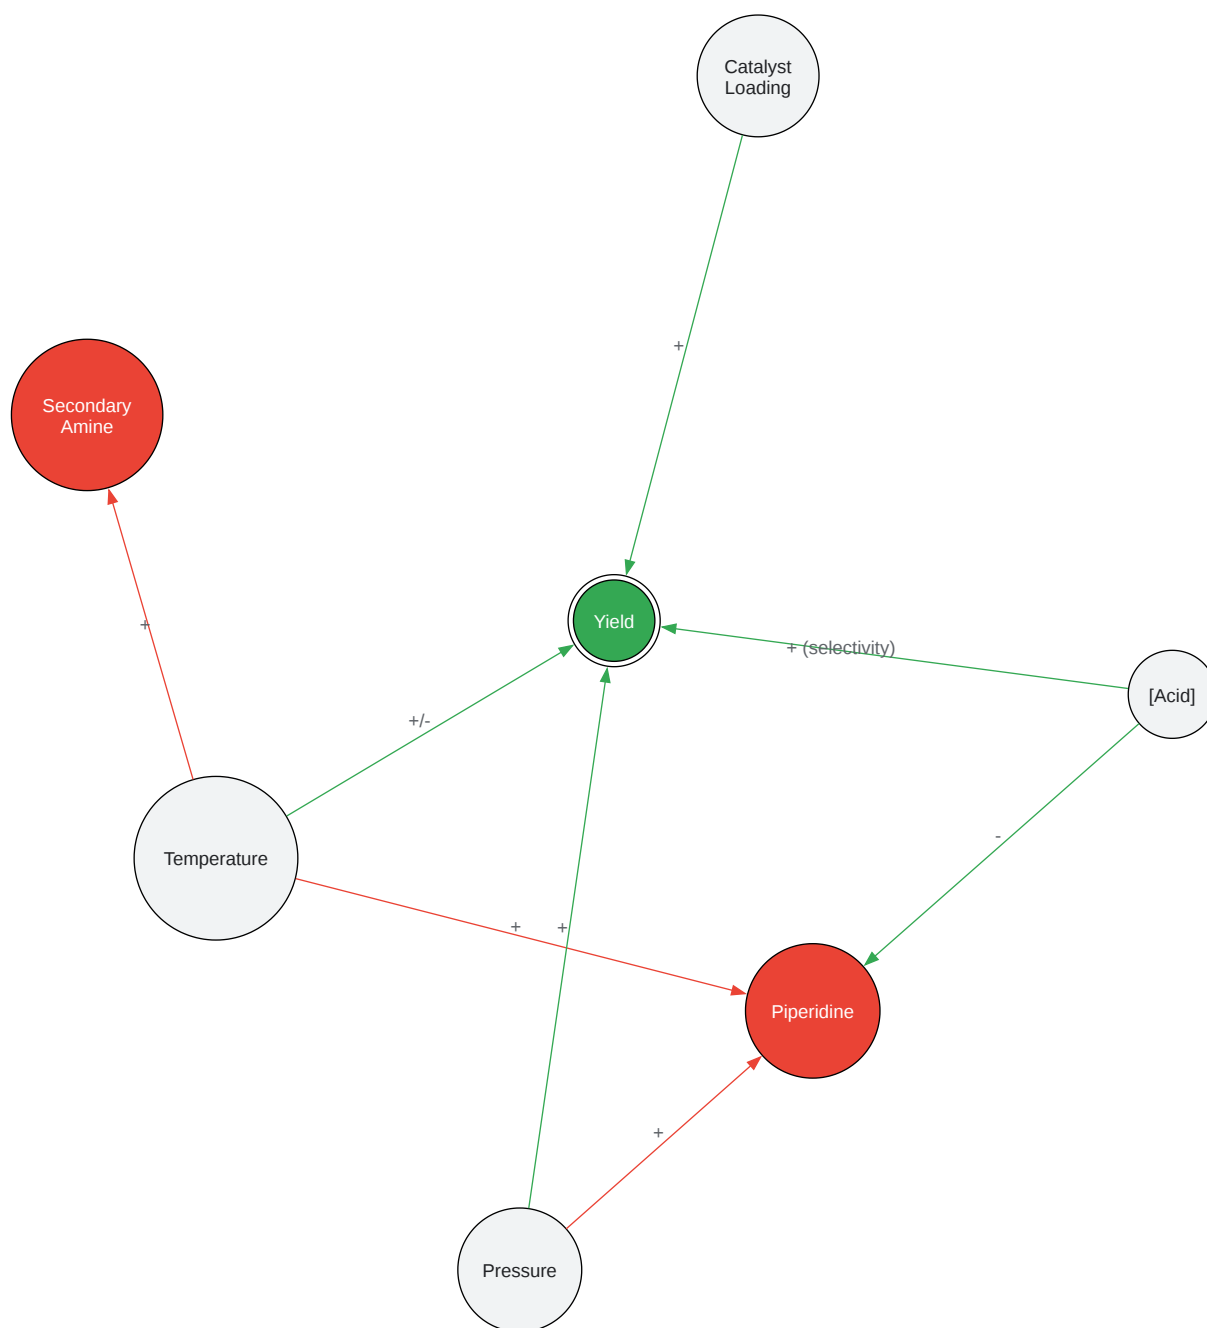 Catalyst
Loading
+
Secondary
Amine
+
Yield
+ (selectivity)
[Acid]
+/-
-
Temperature
+
+
Piperidine
+
Pressure